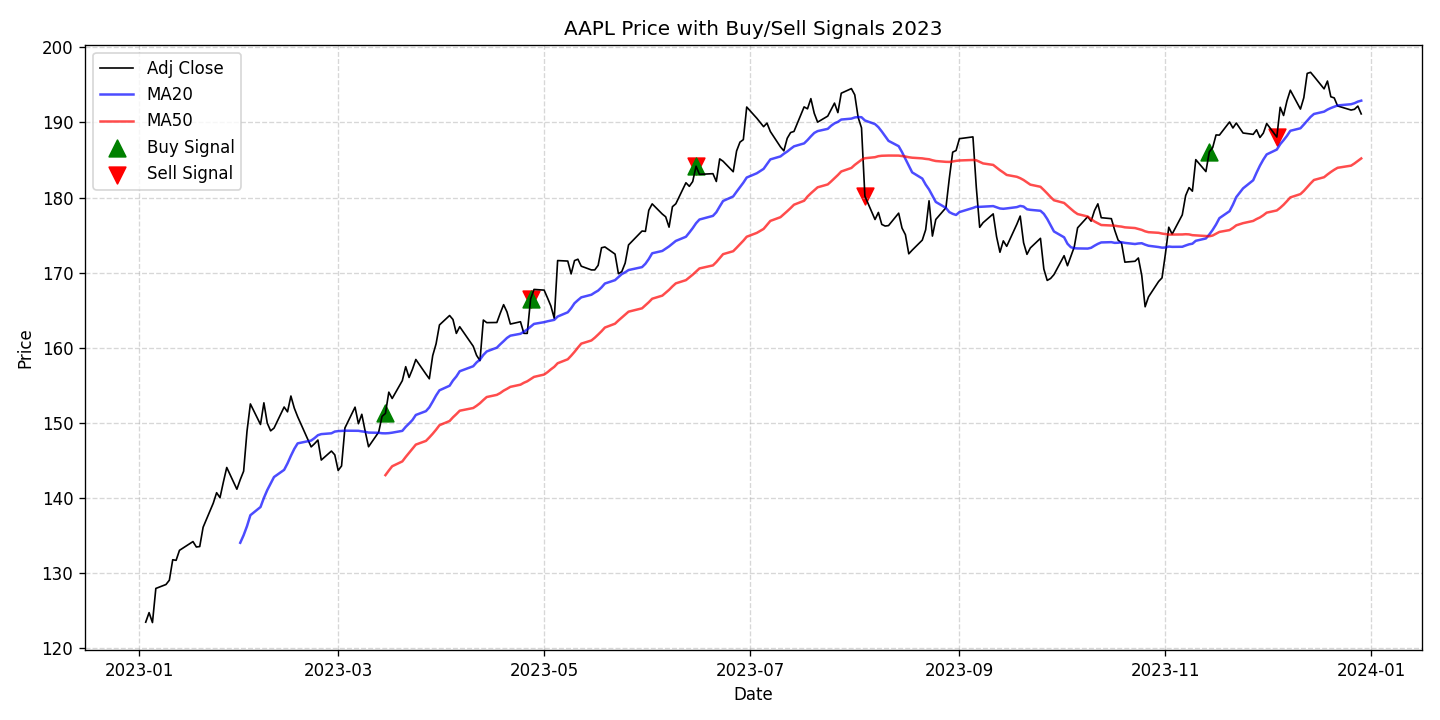 AAPL Price with Buy/Sell Signals 2023
Adj Close
MA20
MA50
Buy Signal
Sell Signal
200
190
180
170
160
150
140
130
120
Price
2023-01 2023-03 2023-05 2023-07 2023-09 2023-11 2024-01
Date